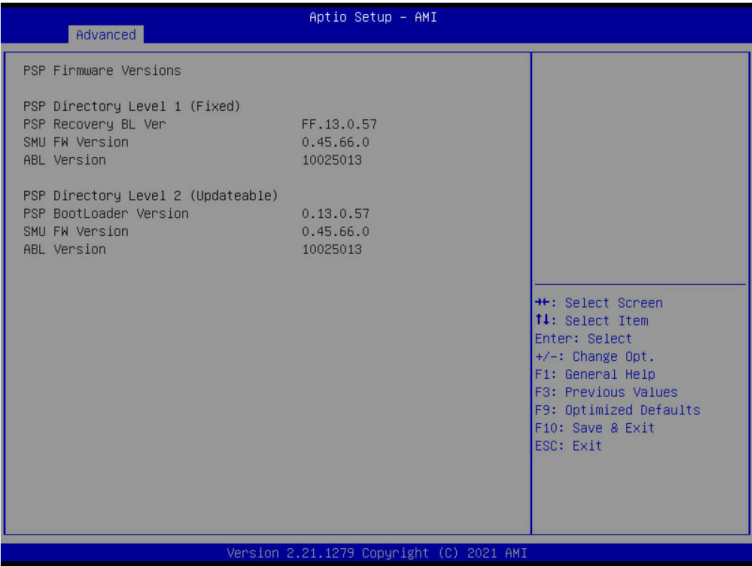 Aptio Setup – AMI
Advanced
PSP Firmware Versions
PSP Directory Level 1 (Fixed)
PSP Recovery BL Ver FF.13.0.57
SMU FW Version 0.45.66.0
ABL Version 10025013
PSP Directory Level 2 (Updateable)
PSP BootLoader Version 0.13.0.57
SMU FW Version 0.45.66.0
ABL Version 10025013
→←: Select Screen
↑↓: Select Item
Enter: Select
+/-: Change Opt.
F1: General Help
F3: Previous Values
F9: Optimized Defaults
F10: Save & Exit
ESC: Exit
Version 2.21.1279 Copyright (C) 2021 AMI